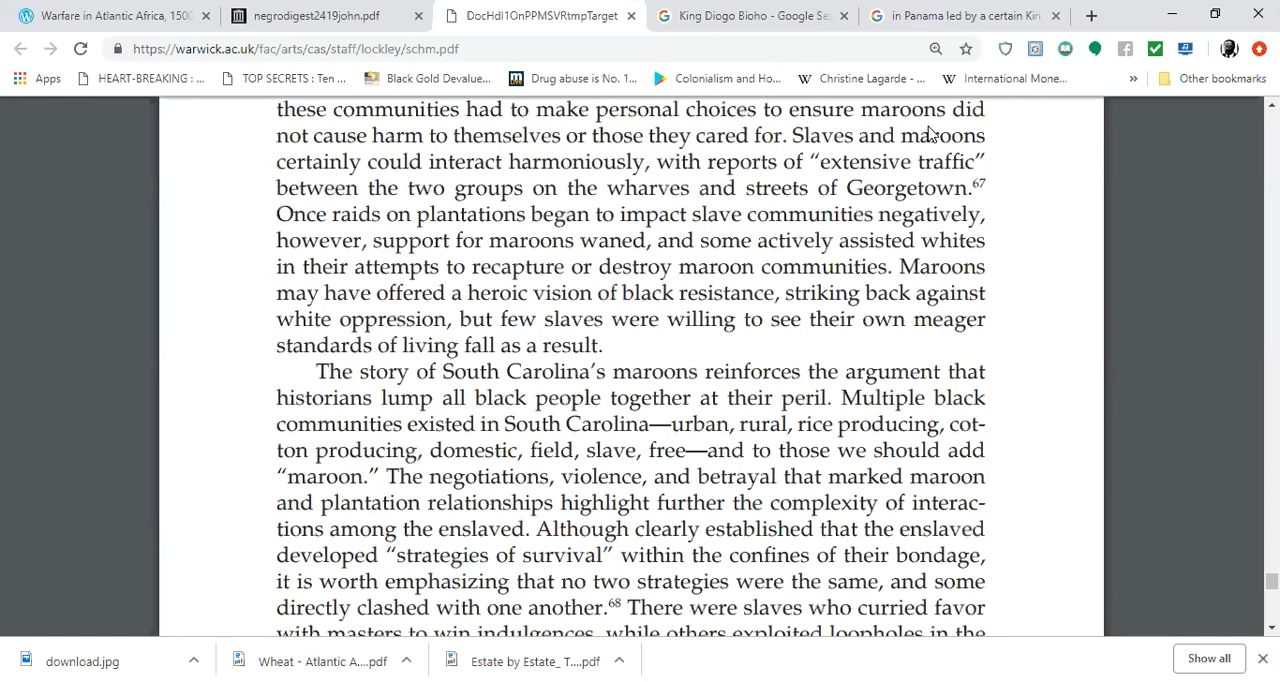 Warfare in Atlantic Africa, 1500
negrodigest2419john.pdf
DocHdl1OnPPMSVRtmpTarget
King Diogo Bioho - Google Se
in Panama led by a certain Kin
https://warwick.ac.uk/fac/arts/cas/staff/lockley/schm.pdf
Apps
HEART-BREAKING : ...
TOP SECRETS : Ten ...
Black Gold Devalue...
Drug abuse is No. 1...
Colonialism and Ho...
Christine Lagarde - ...
International Mone...
Other bookmarks
these communities had to make personal choices to ensure maroons did
not cause harm to themselves or those they cared for. Slaves and maroons
certainly could interact harmoniously, with reports of “extensive traffic”
between the two groups on the wharves and streets of Georgetown.67
Once raids on plantations began to impact slave communities negatively,
however, support for maroons waned, and some actively assisted whites
in their attempts to recapture or destroy maroon communities. Maroons
may have offered a heroic vision of black resistance, striking back against
white oppression, but few slaves were willing to see their own meager
standards of living fall as a result.
The story of South Carolina’s maroons reinforces the argument that
historians lump all black people together at their peril. Multiple black
communities existed in South Carolina—urban, rural, rice producing, cot-
ton producing, domestic, field, slave, free—and to those we should add
“maroon.” The negotiations, violence, and betrayal that marked maroon
and plantation relationships highlight further the complexity of interac-
tions among the enslaved. Although clearly established that the enslaved
developed “strategies of survival” within the confines of their bondage,
it is worth emphasizing that no two strategies were the same, and some
directly clashed with one another.68 There were slaves who curried favor
with masters to win indulgences, while others exploited loopholes in the
download.jpg
Wheat - Atlantic A....pdf
Estate by Estate_ T....pdf
Show all